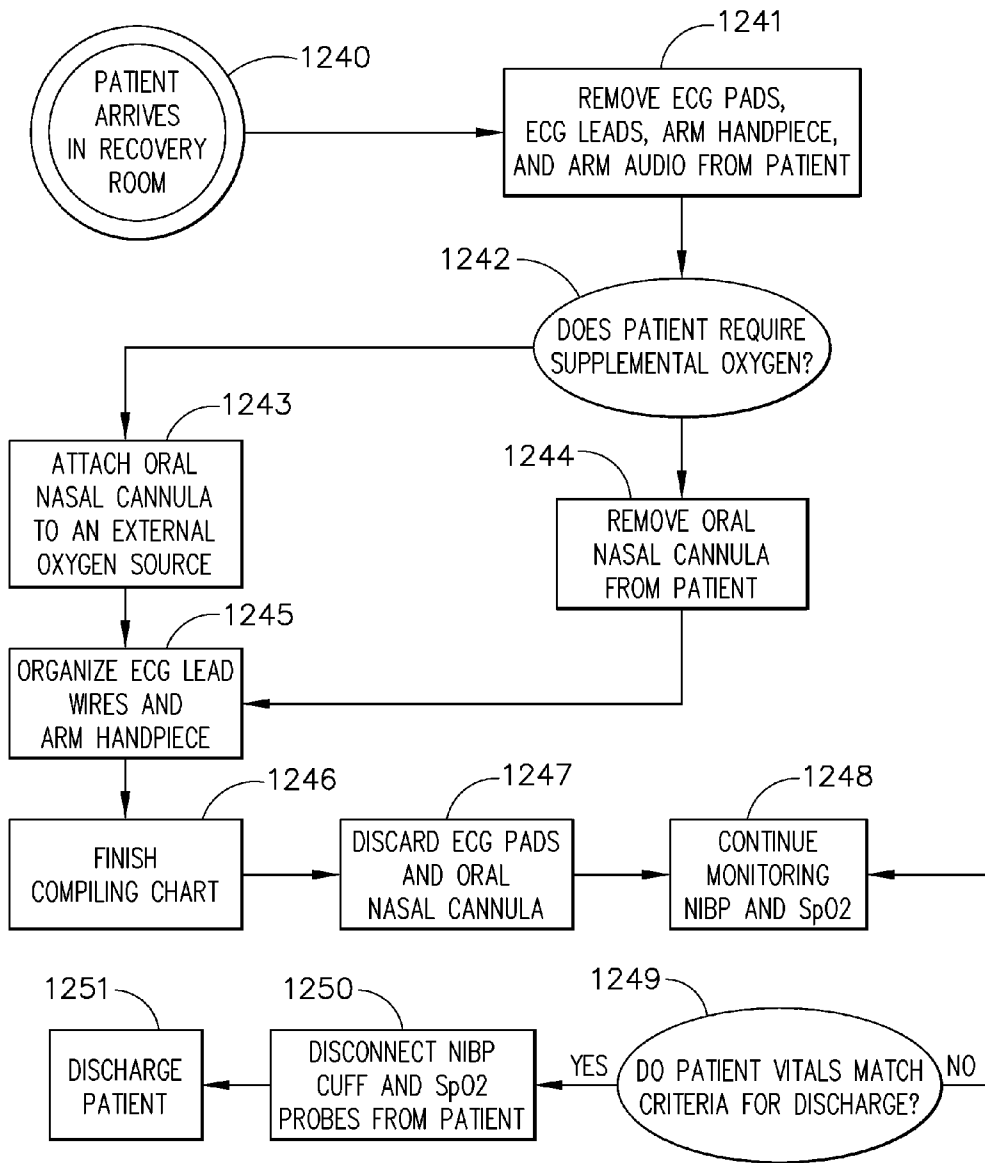 1240
PATIENT
ARRIVES
IN RECOVERY
ROOM
1241
REMOVE ECG PADS,
ECG LEADS, ARM HANDPIECE,
AND ARM AUDIO FROM PATIENT
1242
DOES PATIENT REQUIRE
SUPPLEMENTAL OXYGEN?
1243
ATTACH ORAL
NASAL CANNULA
TO AN EXTERNAL
OXYGEN SOURCE
1244
REMOVE ORAL
NASAL CANNULA
FROM PATIENT
1245
ORGANIZE ECG LEAD
WIRES AND
ARM HANDPIECE
1246
FINISH
COMPILING CHART
1247
DISCARD ECG PADS
AND ORAL
NASAL CANNULA
1248
CONTINUE
MONITORING
NIBP AND SpO2
1249
DO PATIENT VITALS MATCH
CRITERIA FOR DISCHARGE?
YES
NO
1250
DISCONNECT NIBP
CUFF AND SpO2
PROBES FROM PATIENT
1251
DISCHARGE
PATIENT